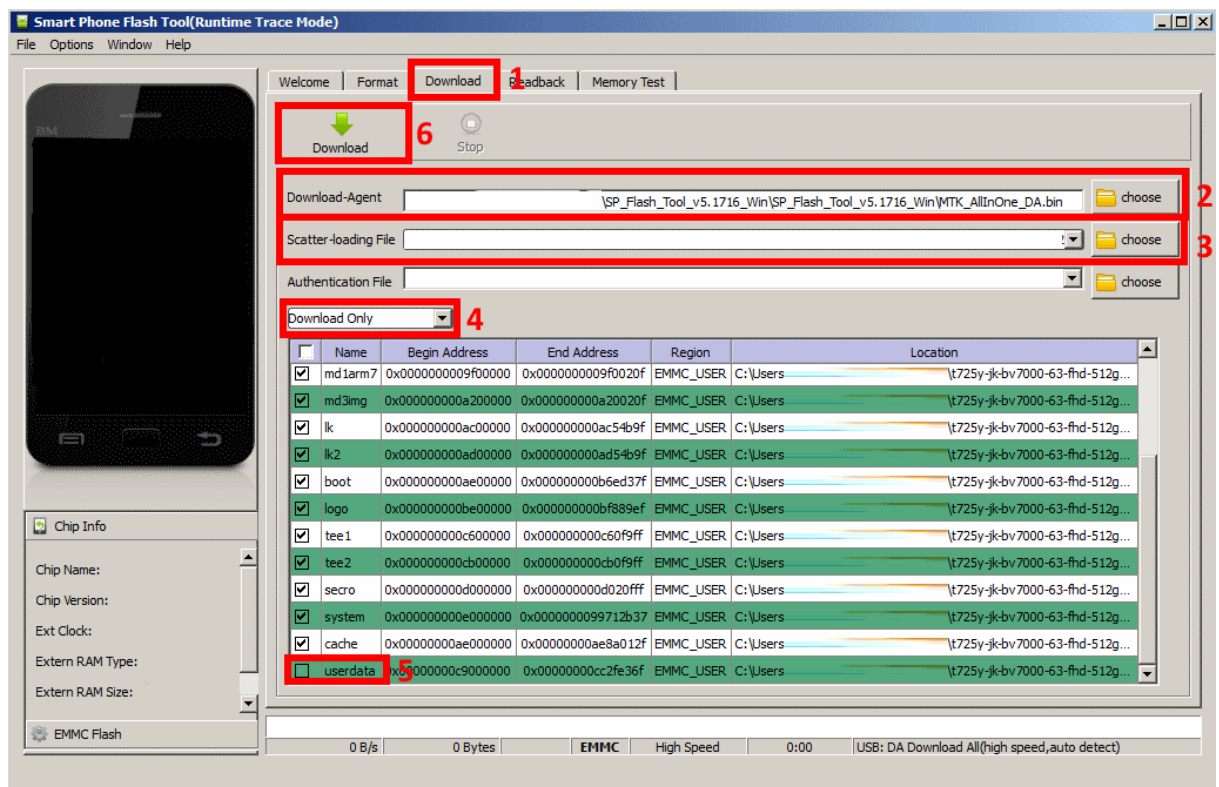 Smart Phone Flash Tool(Runtime Trace Mode)
File Options Window Help
BM
Welcome Format Download 1 Readback Memory Test
Download 6 Stop
Download-Agent \SP_Flash_Tool_v5.1716_Win\SP_Flash_Tool_v5.1716_Win\MTK_AllInOne_DA.bin choose 2
Scatter-loading File choose 3
Authentication File choose
Download Only 4
Name Begin Address End Address Region Location
md1arm7 0x0000000009f00000 0x0000000009f0020f EMMC_USER C:\Users \t725y-jk-bv7000-63-fhd-512g...
md3img 0x000000000a200000 0x000000000a20020f EMMC_USER C:\Users \t725y-jk-bv7000-63-fhd-512g...
lk 0x000000000ac00000 0x000000000ac54b9f EMMC_USER C:\Users \t725y-jk-bv7000-63-fhd-512g...
lk2 0x000000000ad00000 0x000000000ad54b9f EMMC_USER C:\Users \t725y-jk-bv7000-63-fhd-512g...
boot 0x000000000ae00000 0x000000000b6ed37f EMMC_USER C:\Users \t725y-jk-bv7000-63-fhd-512g...
logo 0x000000000be00000 0x000000000bf889ef EMMC_USER C:\Users \t725y-jk-bv7000-63-fhd-512g...
tee1 0x000000000c600000 0x000000000c60f9ff EMMC_USER C:\Users \t725y-jk-bv7000-63-fhd-512g...
tee2 0x000000000cb00000 0x000000000cb0f9ff EMMC_USER C:\Users \t725y-jk-bv7000-63-fhd-512g...
secro 0x000000000d000000 0x000000000d020fff EMMC_USER C:\Users \t725y-jk-bv7000-63-fhd-512g...
system 0x000000000e000000 0x0000000099712b37 EMMC_USER C:\Users \t725y-jk-bv7000-63-fhd-512g...
cache 0x00000000ae000000 0x00000000ae8a012f EMMC_USER C:\Users \t725y-jk-bv7000-63-fhd-512g...
userdata 5 0x00000000c9000000 0x00000000cc2fe36f EMMC_USER C:\Users \t725y-jk-bv7000-63-fhd-512g...
Chip Info
Chip Name:
Chip Version:
Ext Clock:
Extern RAM Type:
Extern RAM Size:
EMMC Flash
0 B/s 0 Bytes EMMC High Speed 0:00 USB: DA Download All(high speed,auto detect)